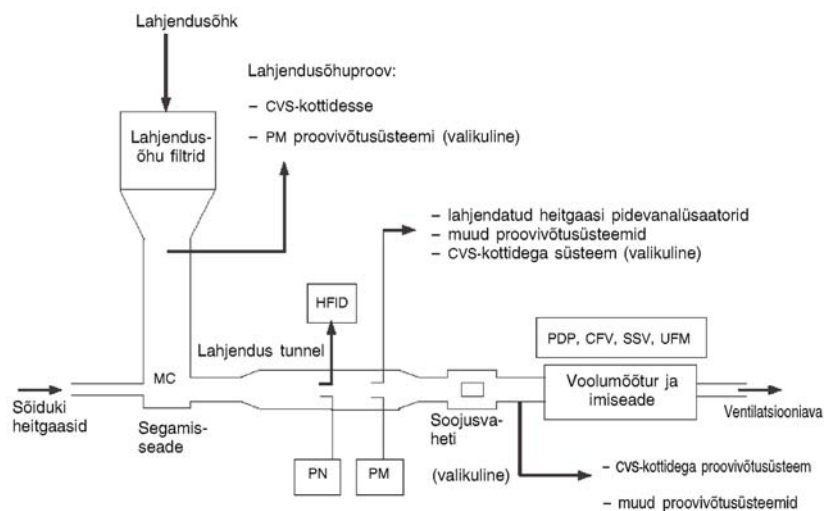 Lahjendusõhk
Lahjendusõhuproov:
– CVS-kottidesse
– PM proovivõtusüsteemi (valikuline)
Lahjendus-
õhu filtrid
– lahjendatud heitgaasi pidevanalüsaatorid
– muud proovivõtusüsteemid
– CVS-kottidega süsteem (valikuline)
HFID
PDP, CFV, SSV, UFM
Lahjendus tunnel
MC
Voolumõõtur ja
imiseade
Sõiduki
heitgaasid
Segamis-
seade
Soojusva-
heti
(valikuline)
Ventilatsiooniava
PN
PM
– CVS-kottidega proovivõtusüsteem
– muud proovivõtusüsteemid